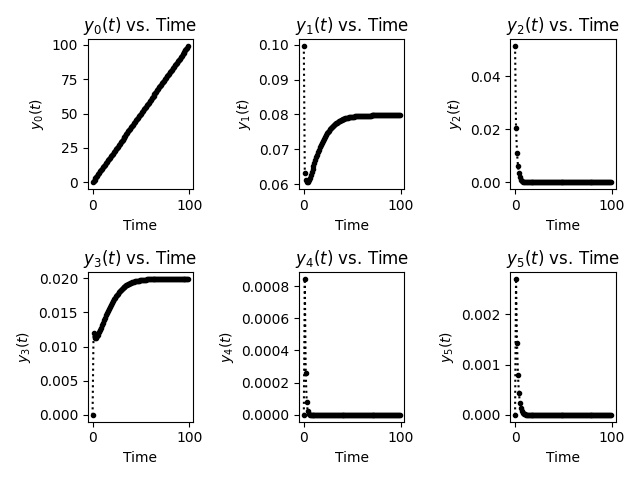 y₀(t) vs. Time
y₁(t) vs. Time
y₂(t) vs. Time
100
75
50
25
0
y₀(t)
0
100
Time
0.10
0.09
0.08
0.07
0.06
y₁(t)
0
100
Time
0.04
0.02
0.00
y₂(t)
0
100
Time
y₃(t) vs. Time
y₄(t) vs. Time
y₅(t) vs. Time
0.020
0.015
0.010
0.005
0.000
y₃(t)
0
100
Time
0.0008
0.0006
0.0004
0.0002
0.0000
y₄(t)
0
100
Time
0.002
0.001
0.000
y₅(t)
0
100
Time